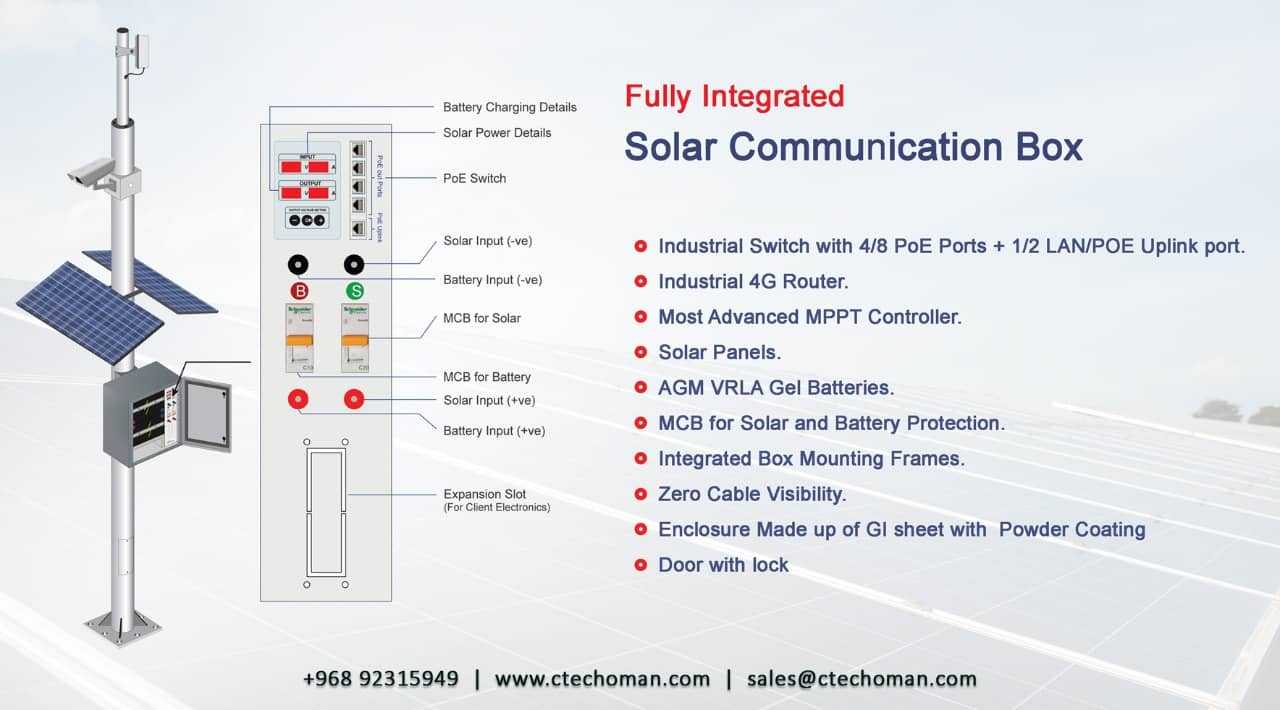 Battery Charging Details
Solar Power Details
PoE Switch
Solar Input (-ve)
Battery Input (-ve)
MCB for Solar
MCB for Battery
Solar Input (+ve)
Battery Input (+ve)
Expansion Slot
(For Client Electronics)
INPUT
V A
OUTPUT
V A
PoE out Ports
PoE Uplink
B S
Schneider Schneider
C10 C20
Fully Integrated
Solar Communication Box
Industrial Switch with 4/8 PoE Ports + 1/2 LAN/POE Uplink port.
Industrial 4G Router.
Most Advanced MPPT Controller.
Solar Panels.
AGM VRLA Gel Batteries.
MCB for Solar and Battery Protection.
Integrated Box Mounting Frames.
Zero Cable Visibility.
Enclosure Made up of GI sheet with Powder Coating
Door with lock
+968 92315949 | www.ctechoman.com | sales@ctechoman.com